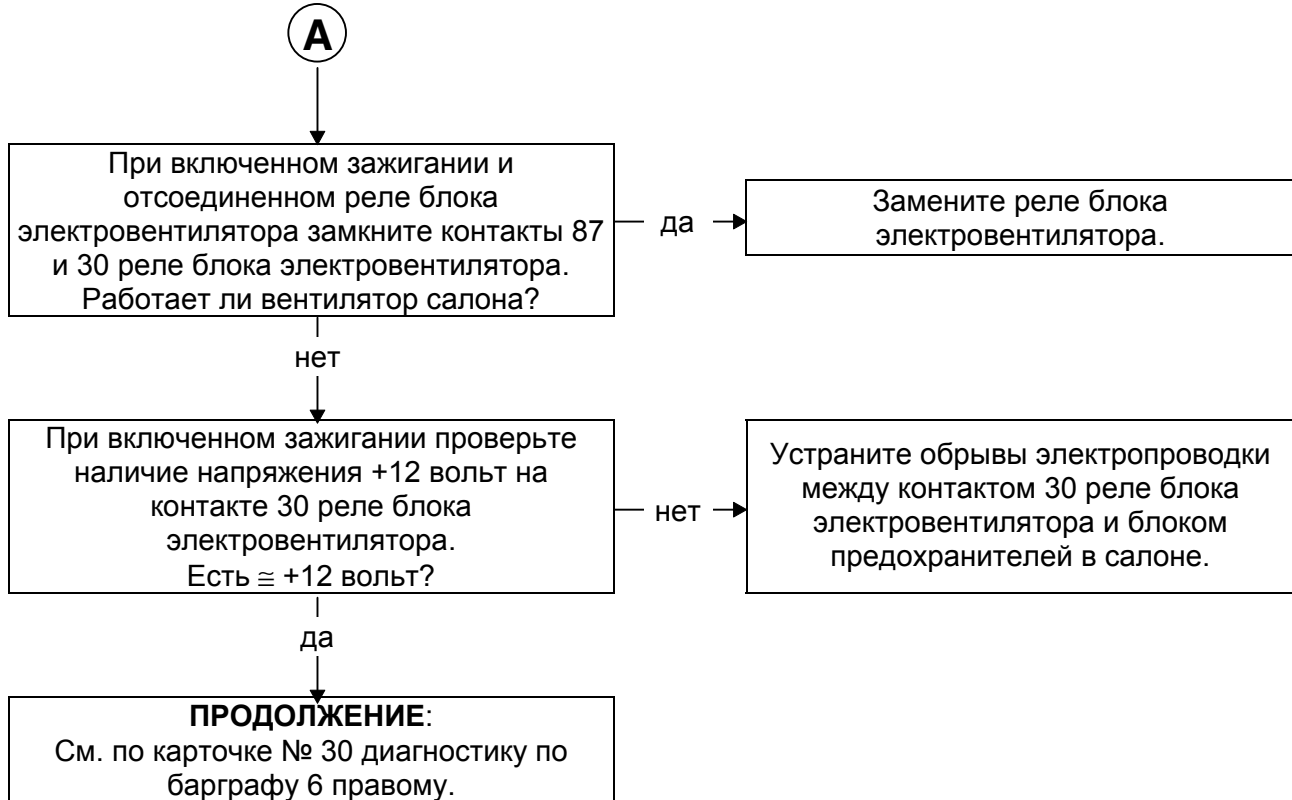 A
При включенном зажигании и
отсоединенном реле блока
электровентилятора замкните контакты 87
и 30 реле блока электровентилятора.
Работает ли вентилятор салона?
да
Замените реле блока
электровентилятора.
нет
При включенном зажигании проверьте
наличие напряжения +12 вольт на
контакте 30 реле блока
электровентилятора.
Есть ≅ +12 вольт?
нет
Устраните обрывы электропроводки
между контактом 30 реле блока
электровентилятора и блоком
предохранителей в салоне.
да
ПРОДОЛЖЕНИЕ:
См. по карточке № 30 диагностику по
барграфу 6 правому.